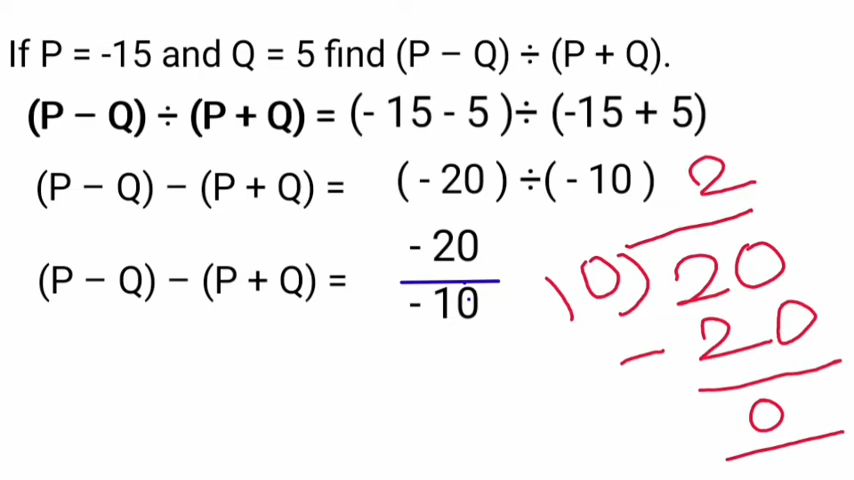 If P = -15 and Q = 5 find (P – Q) ÷ (P + Q).
(P – Q) ÷ (P + Q) = (- 15 - 5 )÷ (-15 + 5)
(P – Q) – (P + Q) = ( - 20 ) ÷( - 10 )
(P – Q) – (P + Q) = - 20
- 10
2
10) 20
- 20
0